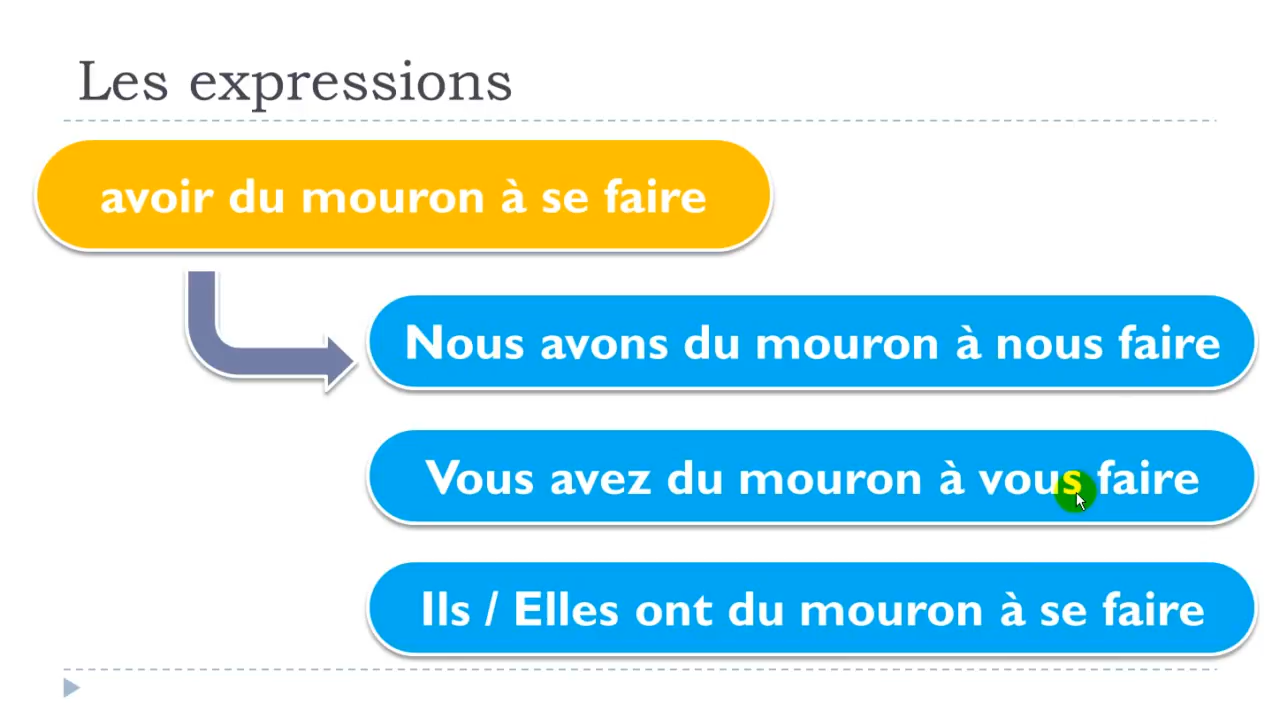 Les expressions
avoir du mouron à se faire
Nous avons du mouron à nous faire
Vous avez du mouron à vous faire
Ils / Elles ont du mouron à se faire